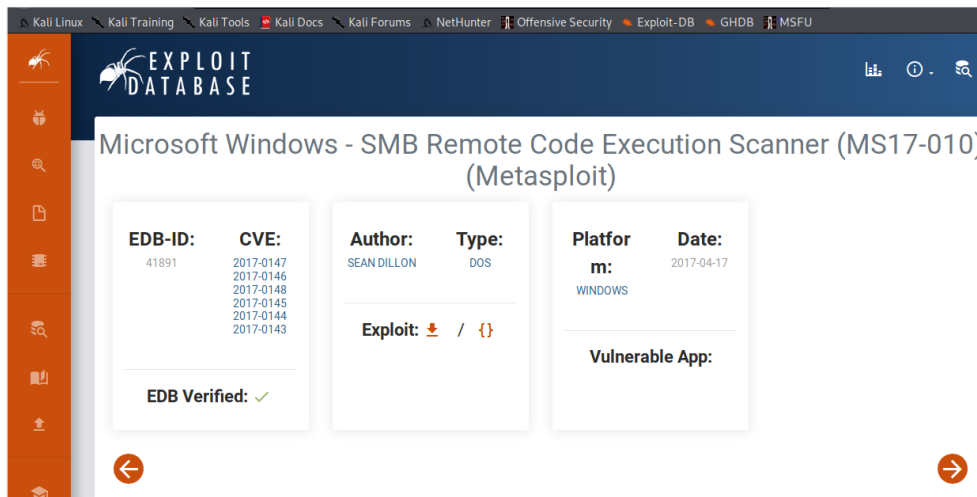 Kali Linux Kali Training Kali Tools Kali Docs Kali Forums NetHunter Offensive Security Exploit-DB GHDB MSFU
EXPLOIT
DATABASE
Microsoft Windows - SMB Remote Code Execution Scanner (MS17-010)
(Metasploit)
EDB-ID:
41891
CVE:
2017-0147
2017-0146
2017-0148
2017-0145
2017-0144
2017-0143
EDB Verified:
Author:
SEAN DILLON
Type:
DOS
Exploit: / {}
Platfor
m:
WINDOWS
Date:
2017-04-17
Vulnerable App: